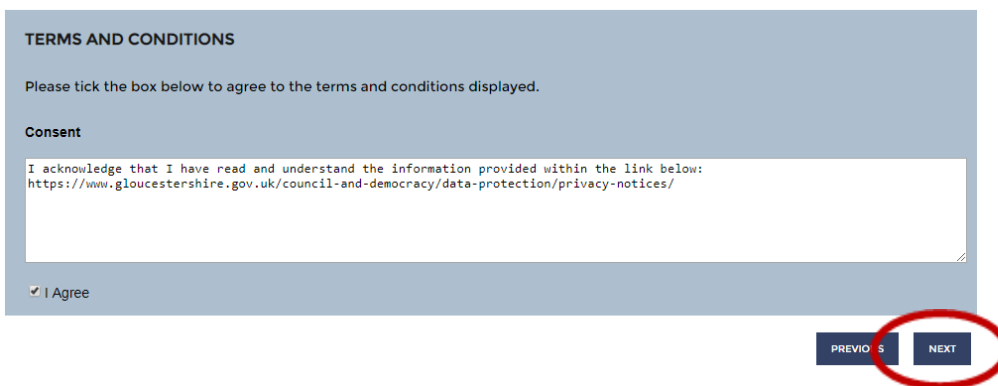 TERMS AND CONDITIONS
Please tick the box below to agree to the terms and conditions displayed.
Consent
I acknowledge that I have read and understand the information provided within the link below:
https://www.gloucestershire.gov.uk/council-and-democracy/data-protection/privacy-notices/
I Agree
PREVIOUS NEXT